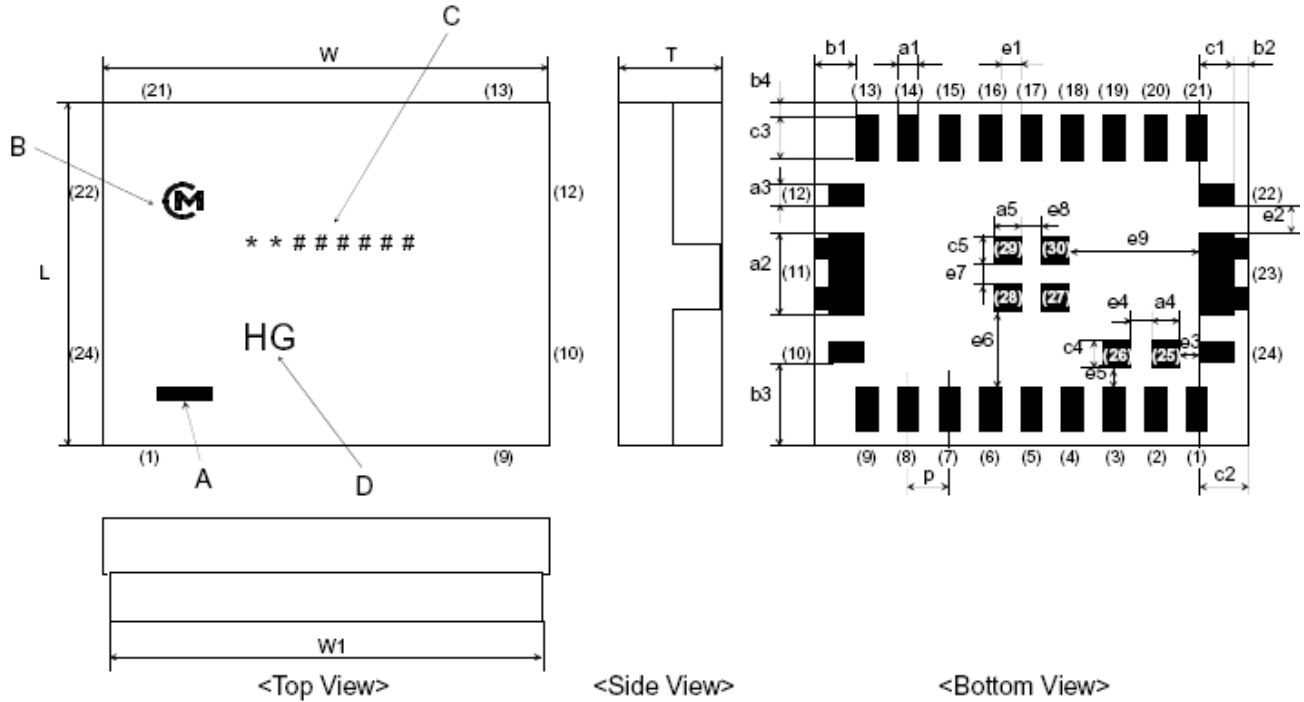 C
W
T
b1 a1 e1 c1 b2
(21) (13)
b4 (13) (14) (15) (16) (17) (18) (19) (20) (21)
c3
B
(22) (12)
CM
a3 (12) (22)
e2
a5 e8
* * # # # # # #
c5 (29) (30) e9
L
a2 (11) (23)
e7
(28) (27)
e4 a4
HG
e6
(24) (10)
(10) c4 (26) (25) e3 (24)
e5
b3
(1) (9)
A D
(9) (8) (7) (6) (5) (4) (3) (2) (1)
p c2
W1
<Top View> <Side View> <Bottom View>